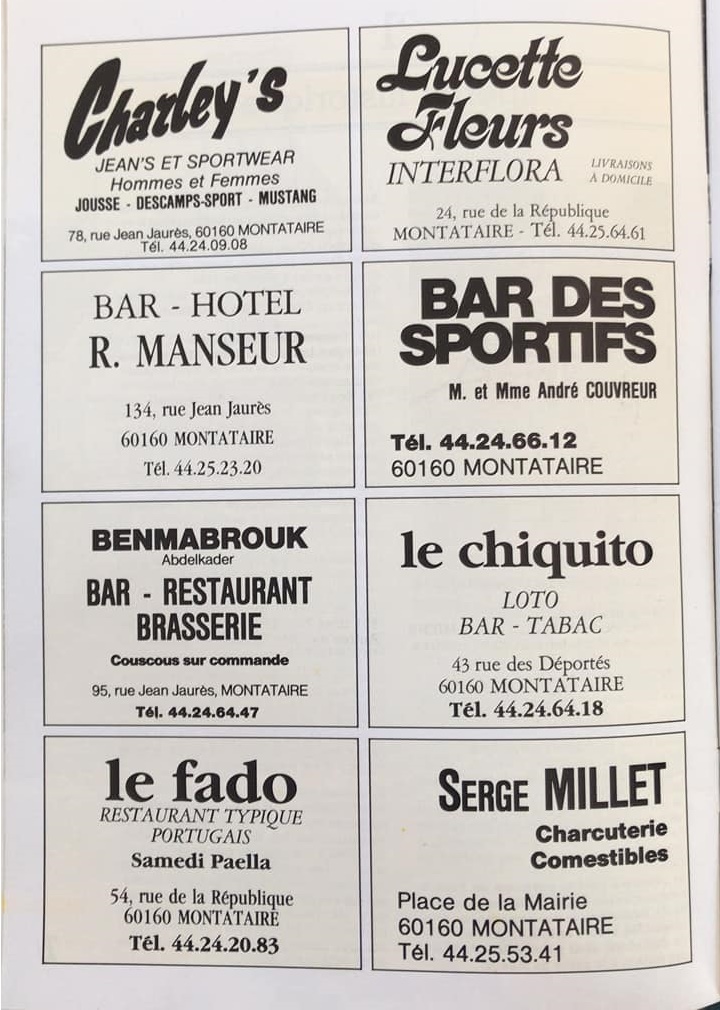 Charley's
JEAN'S ET SPORTWEAR
Hommes et Femmes
JOUSSE - DESCAMPS-SPORT - MUSTANG
78, rue Jean Jaurès, 60160 MONTATAIRE
Tél. 44.24.09.08
Lucette
Fleurs
INTERFLORA
LIVRAISONS
A DOMICILE
24, rue de la République
MONTATAIRE - Tél. 44.25.64.61
BAR - HOTEL
R. MANSEUR
134, rue Jean Jaurès
60160 MONTATAIRE
Tél. 44.25.23.20
BAR DES
SPORTIFS
M. et Mme André COUVREUR
Tél. 44.24.66.12
60160 MONTATAIRE
BENMABROUK
Abdelkader
BAR - RESTAURANT
BRASSERIE
Couscous sur commande
95, rue Jean Jaurès, MONTATAIRE
Tél. 44.24.64.47
le chiquito
LOTO
BAR - TABAC
43 rue des Déportés
60160 MONTATAIRE
Tél. 44.24.64.18
le fado
RESTAURANT TYPIQUE
PORTUGAIS
Samedi Paella
54, rue de la République
60160 MONTATAIRE
Tél. 44.24.20.83
SERGE MILLET
Charcuterie
Comestibles
Place de la Mairie
60160 MONTATAIRE
Tél. 44.25.53.41